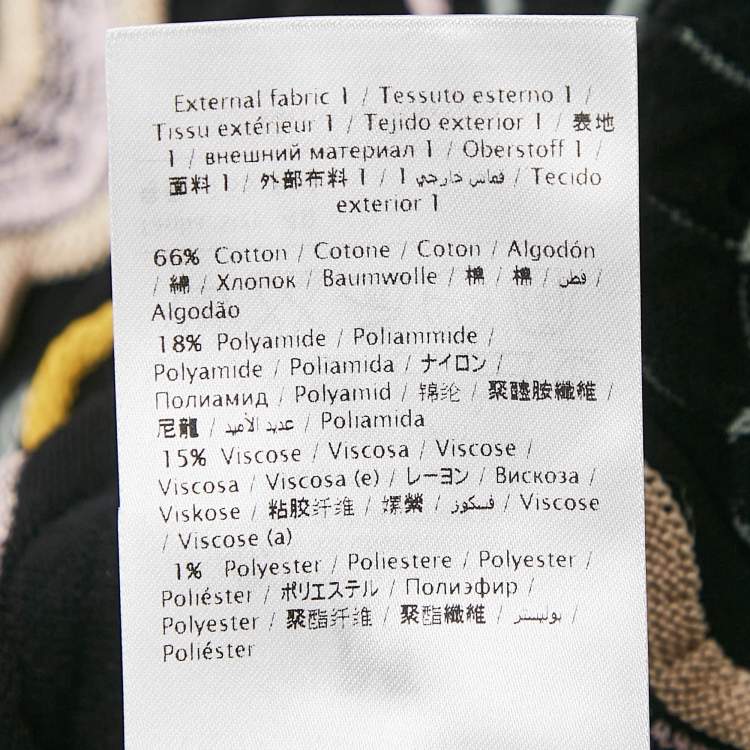 External fabric 1 / Tessuto esterno 1 /
Tissu extérieur 1 / Tejido exterior 1 / 表地
1 / внешний материал 1 / Oberstoff 1 /
面料 1 / 外部布料 1 / قماس خارجي 1 / Tecido
exterior 1
66% Cotton / Cotone / Coton / Algodón
/ 綿 / Хлопок / Baumwolle / 棉 / 棉 / قطن /
Algodão
18% Polyamide / Poliammide /
Polyamide / Poliamida / ナイロン /
Полиамид / Polyamid / 锦纶 / 聚醯胺纖維 /
尼龍 / عديد الأميد / Poliamida
15% Viscose / Viscosa / Viscose /
Viscosa / Viscosa (e) / レーヨン / Вискоза /
Viskose / 粘胶纤维 / 嫘縈 / فسكوز / Viscose
/ Viscose (a)
1% Polyester / Poliestere / Polyester /
Poliéster / ポリエステル / Полиэфир /
Polyester / 聚酯纤维 / 聚酯纖維 / بوليستر /
Poliéster